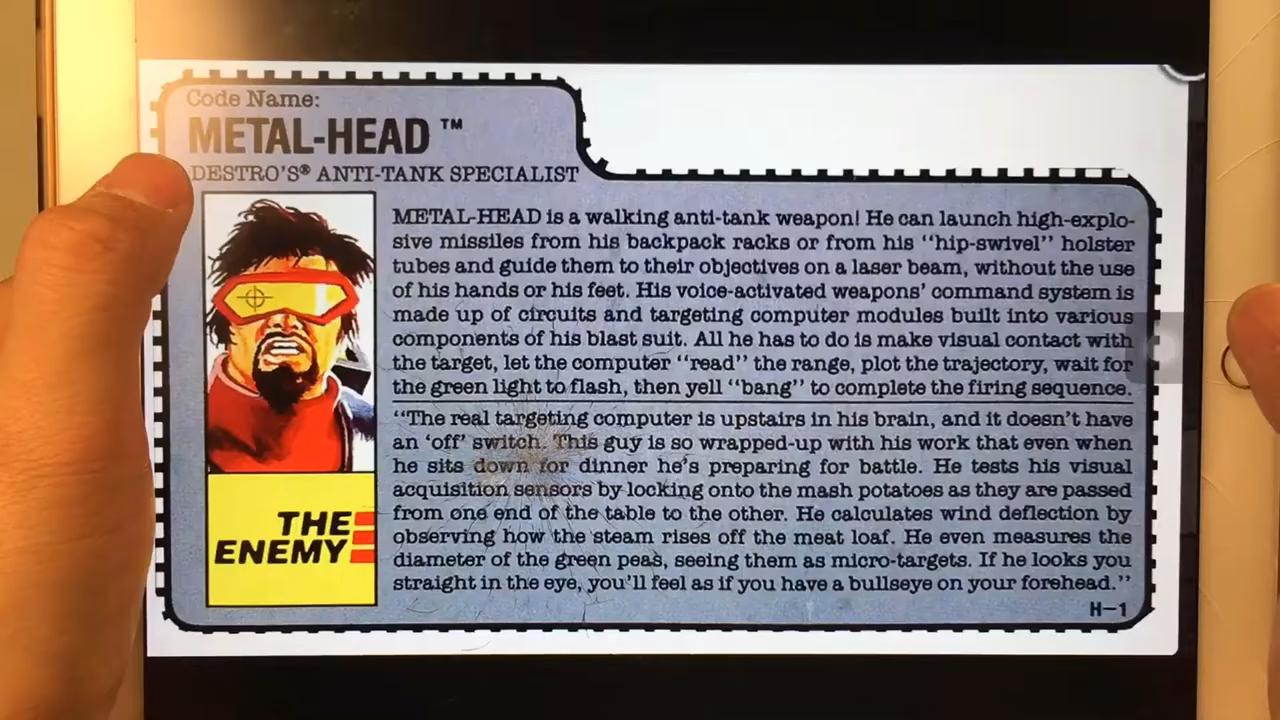 Code Name:
METAL-HEAD ™
DESTRO'S® ANTI-TANK SPECIALIST
METAL-HEAD is a walking anti-tank weapon! He can launch high-explo-
sive missiles from his backpack racks or from his "hip-swivel" holster
tubes and guide them to their objectives on a laser beam, without the use
of his hands or his feet. His voice-activated weapons' command system is
made up of circuits and targeting computer modules built into various
components of his blast suit. All he has to do is make visual contact with
the target, let the computer "read" the range, plot the trajectory, wait for
the green light to flash, then yell "bang" to complete the firing sequence.
"The real targeting computer is upstairs in his brain, and it doesn't have
an 'off' switch. This guy is so wrapped-up with his work that even when
he sits down for dinner he's preparing for battle. He tests his visual
acquisition sensors by locking onto the mash potatoes as they are passed
from one end of the table to the other. He calculates wind deflection by
observing how the steam rises off the meat loaf. He even measures the
diameter of the green peas, seeing them as micro-targets. If he looks you
straight in the eye, you'll feel as if you have a bullseye on your forehead."
THE
ENEMY
H-1